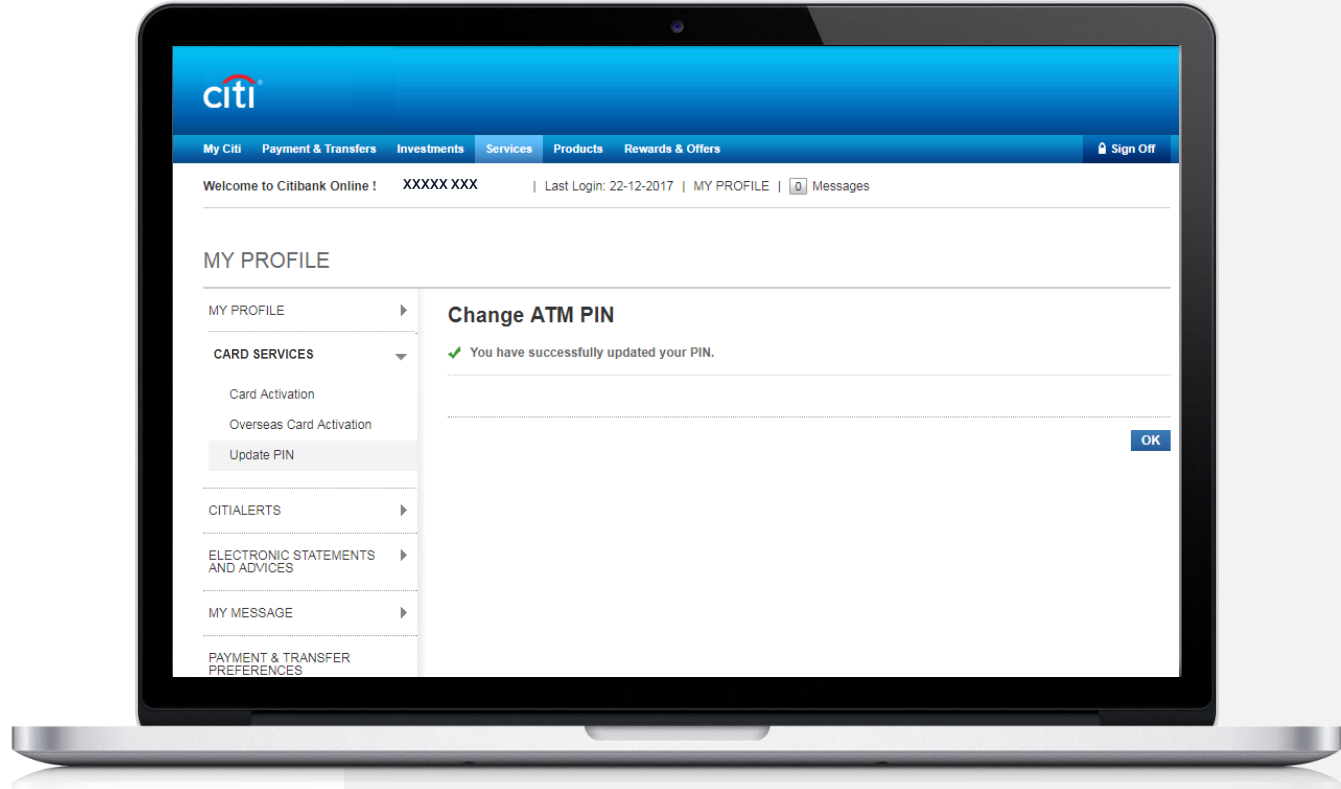 citi
My Citi Payment & Transfers Investments Services Products Rewards & Offers Sign Off
Welcome to Citibank Online ! XXXXX XXX | Last Login: 22-12-2017 | MY PROFILE | 0 Messages
MY PROFILE
MY PROFILE
CARD SERVICES
Card Activation
Overseas Card Activation
Update PIN
CITIALERTS
ELECTRONIC STATEMENTS
AND ADVICES
MY MESSAGE
PAYMENT & TRANSFER
PREFERENCES
Change ATM PIN
You have successfully updated your PIN.
OK